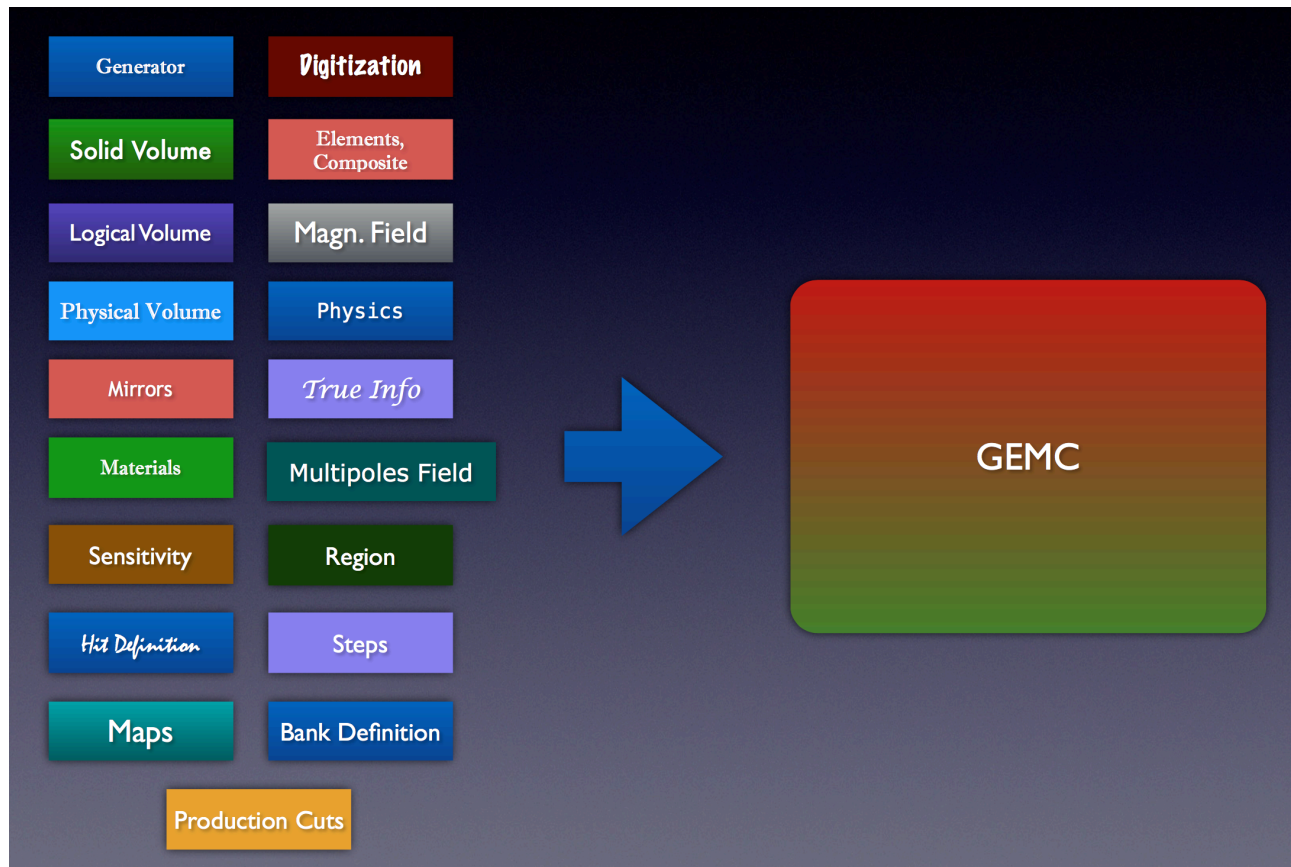 Generator
Digitization
Solid Volume
Elements,
Composite
Logical Volume
Magn. Field
Physical Volume
Physics
Mirrors
True Info
Materials
Multipoles Field
Sensitivity
Region
Hit Definition
Steps
Maps
Bank Definition
Production Cuts
GEMC